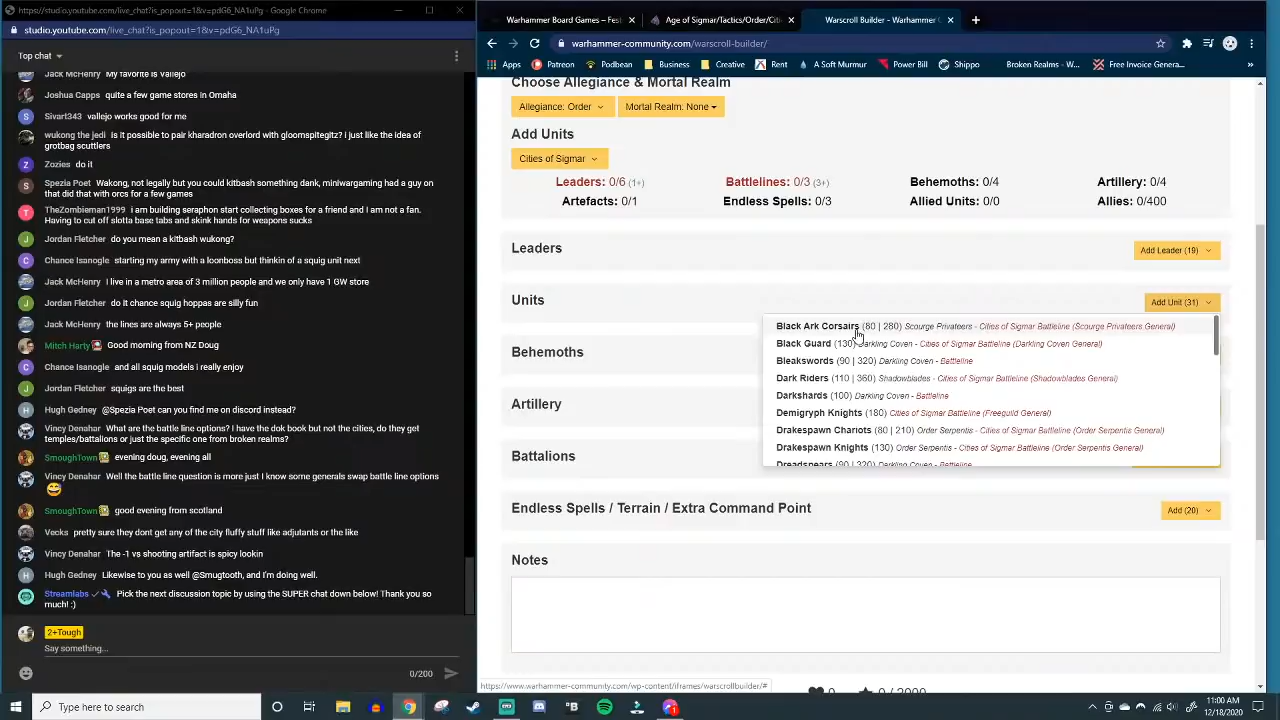 Top chat - Studio - Google Chrome
studio.youtube.com/live_chat?is_popout=1&v=pdG6_NA1uPg
Top chat
Jack McHenry My favorite is vallejo
Joshua Capps quite a few game stores in Omaha
Sivart343 vallejo works good for me
wukong the jedi Is it possible to pair kharadron overlord with gloomspitegitz? i just like the idea of
grotbag scuttlers
Zozies do it
Spezia Poet Wakong, not legally but you could kitbash something dank, miniwargaming had a guy on
that did that with orcs for a few games
TheZombieman1999 i am building seraphon start collecting boxes for a friend and I am not a fan.
Having to cut off slotta base tabs and skink hands for weapons sucks
Jordan Fletcher do you mean a kitbash wukong?
Chance Isanogle starting my army with a loonboss but thinkin of a squig unit next
Jack McHenry I live in a metro area of 3 million people and we only have 1 GW store
Jordan Fletcher do it chance squig hoppas are silly fun
Jack McHenry the lines are always 5+ people
Mitch Harty Good morning from NZ Doug
Chance Isanogle and all squig models i really enjoy
Jordan Fletcher squigs are the best
Hugh Gedney @Spezia Poet can you find me on discord instead?
Vincy Denahar What are the battle line options? I have the dok book but not the cities, do they get
temples/battalions or just the specific one from broken realms?
SmoughTown evening doug, evening all
Vincy Denahar Well the battle line question is more just I know some generals swap battle line options
SmoughTown good evening from scotland
Vecks pretty sure they dont get any of the city fluffy stuff like adjutants or the like
Vincy Denahar The -1 vs shooting artifact is spicy lookin
Hugh Gedney Likewise to you as well @Smugtooth, and I'm doing well.
Streamlabs Pick the next discussion topic by using the SUPER chat down below! Thank you so
much! :)
2+Tough
Say something...
0/200
Warhammer Board Games – Fest
Age of Sigmar/Tactics/Order/Citi
Warscroll Builder - Warhammer C
warhammer-community.com/warscroll-builder/
Apps Patreon Podbean Business Creative Rent A Soft Murmur Power Bill Shippo Broken Realms - W... Free Invoice Genera...
Choose Allegiance & Mortal Realm
Allegiance: Order Mortal Realm: None
Add Units
Cities of Sigmar
Leaders: 0/6 (1+) Battlelines: 0/3 (3+) Behemoths: 0/4 Artillery: 0/4
Artefacts: 0/1 Endless Spells: 0/3 Allied Units: 0/0 Allies: 0/400
Leaders Add Leader (19)
Units Add Unit (31)
Black Ark Corsairs (80 | 280) Scourge Privateers - Cities of Sigmar Battleline (Scourge Privateers General)
Black Guard (130) Darkling Coven - Cities of Sigmar Battleline (Darkling Coven General)
Bleakswords (90 | 320) Darkling Coven - Battleline
Dark Riders (110 | 360) Shadowblades - Cities of Sigmar Battleline (Shadowblades General)
Darkshards (100) Darkling Coven - Battleline
Demigryph Knights (180) Cities of Sigmar Battleline (Freeguild General)
Drakespawn Chariots (80 | 210) Order Serpentis - Cities of Sigmar Battleline (Order Serpentis General)
Drakespawn Knights (130) Order Serpentis - Cities of Sigmar Battleline (Order Serpentis General)
Dreadspears (90 | 320) Darkling Coven - Battleline
Behemoths
Artillery
Battalions
Endless Spells / Terrain / Extra Command Point Add (20)
Notes
https://www.warhammer-community.com/wp-content/iframes/warscrollbuilder/#
0 0 / 2000
Type here to search
11:00 AM
12/18/2020